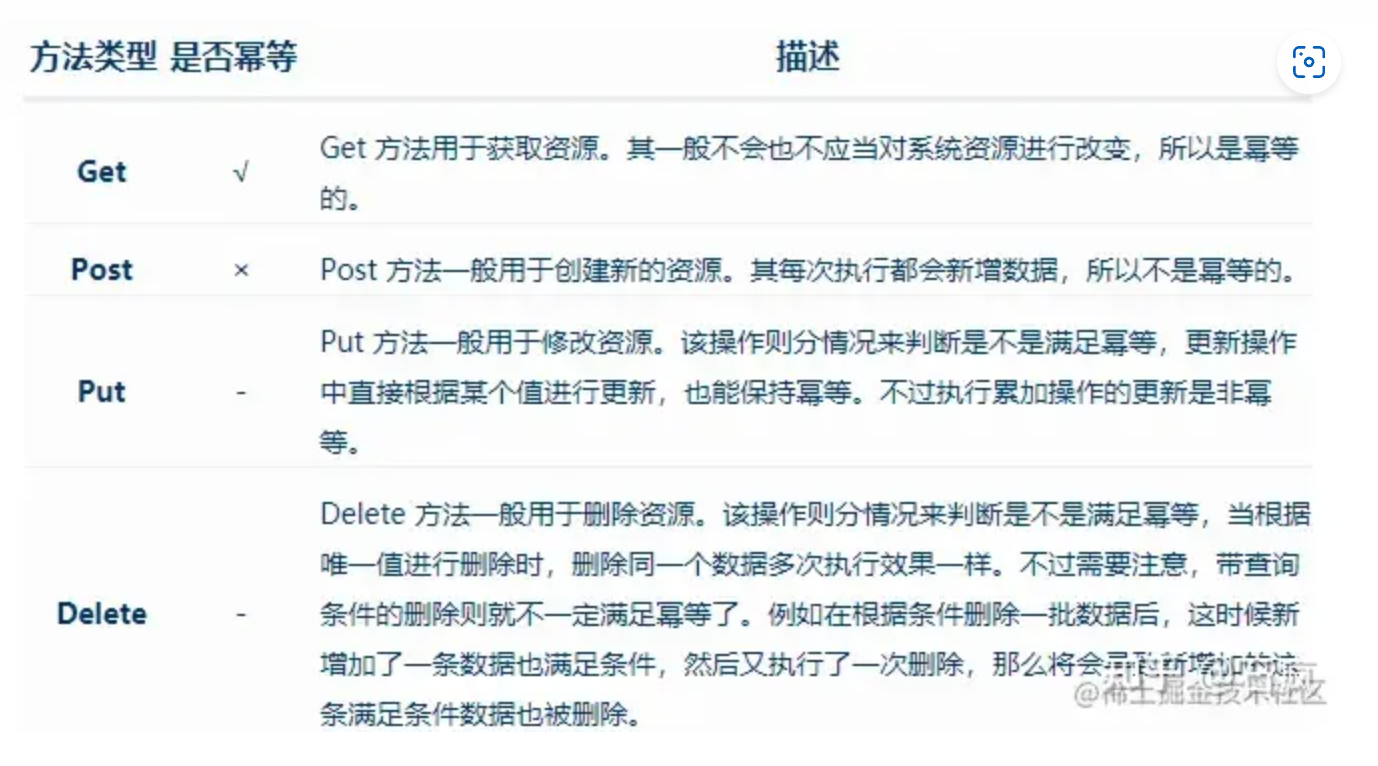 方法类型 是否幂等 描述
Get √ Get 方法用于获取资源。其一般不会也不应当对系统资源进行改变，所以是幂等
的。
Post × Post 方法一般用于创建新的资源。其每次执行都会新增数据，所以不是幂等的。
Put 方法一般用于修改资源。该操作则分情况来判断是不是满足幂等，更新操作
Put - 中直接根据某个值进行更新，也能保持幂等。不过执行累加操作的更新是非幂
等。
Delete 方法一般用于删除资源。该操作则分情况来判断是不是满足幂等，当根据
唯一值进行删除时，删除同一个数据多次执行效果一样。不过需要注意，带查询
Delete - 条件的删除则就不一定满足幂等了。例如在根据条件删除一批数据后，这时候新
增加了一条数据也满足条件，然后又执行了一次删除，那么将会导致新增加的这
条满足条件数据也被删除。
@稀土掘金技术社区